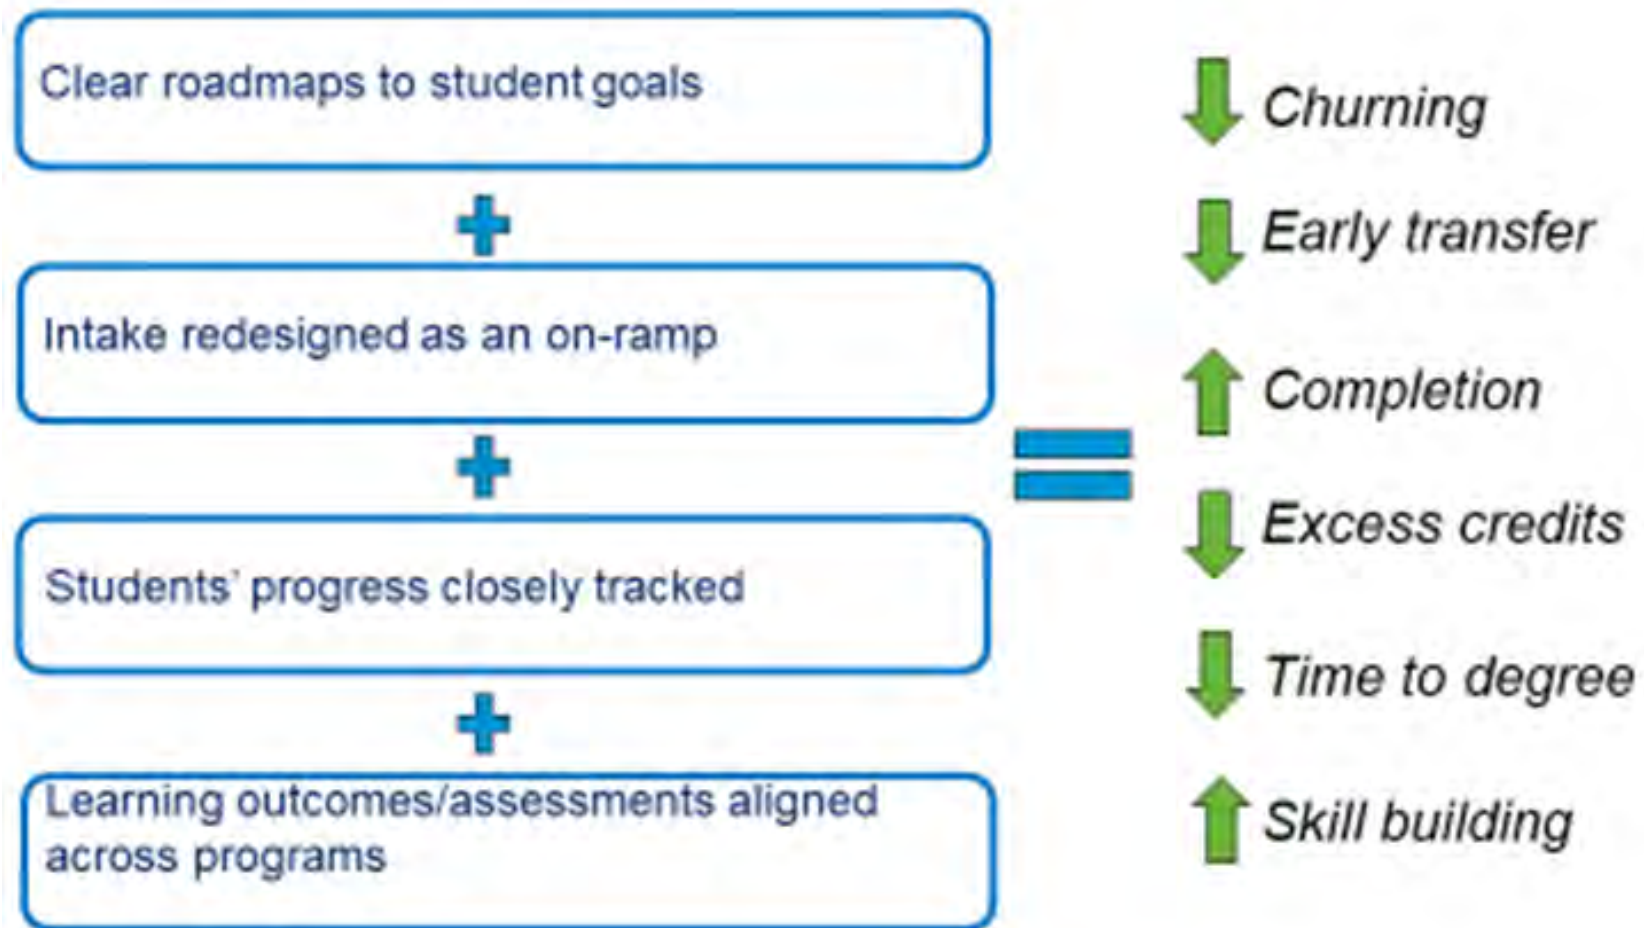 Clear roadmaps to student goals
Intake redesigned as an on-ramp
Students' progress closely tracked
Learning outcomes/assessments aligned
across programs
Churning
Early transfer
Completion
Excess credits
Time to degree
Skill building